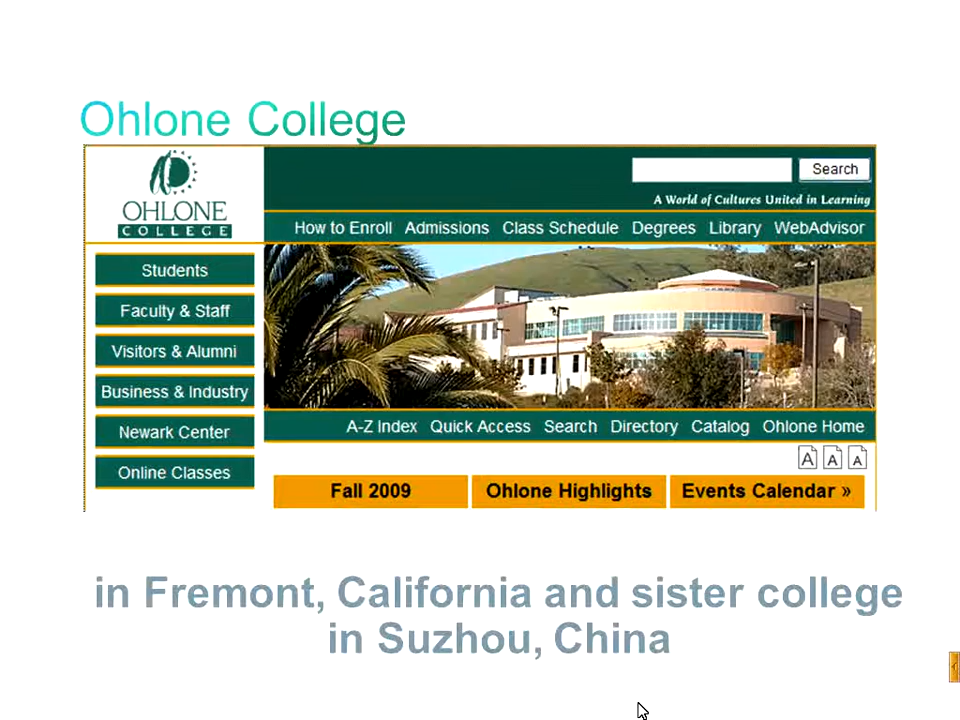 Ohlone College
OHLONE
COLLEGE
Search
A World of Cultures United in Learning
How to Enroll Admissions Class Schedule Degrees Library WebAdvisor
Students
Faculty & Staff
Visitors & Alumni
Business & Industry
Newark Center
Online Classes
A-Z Index Quick Access Search Directory Catalog Ohlone Home
A A A
Fall 2009 Ohlone Highlights Events Calendar »
in Fremont, California and sister college
in Suzhou, China